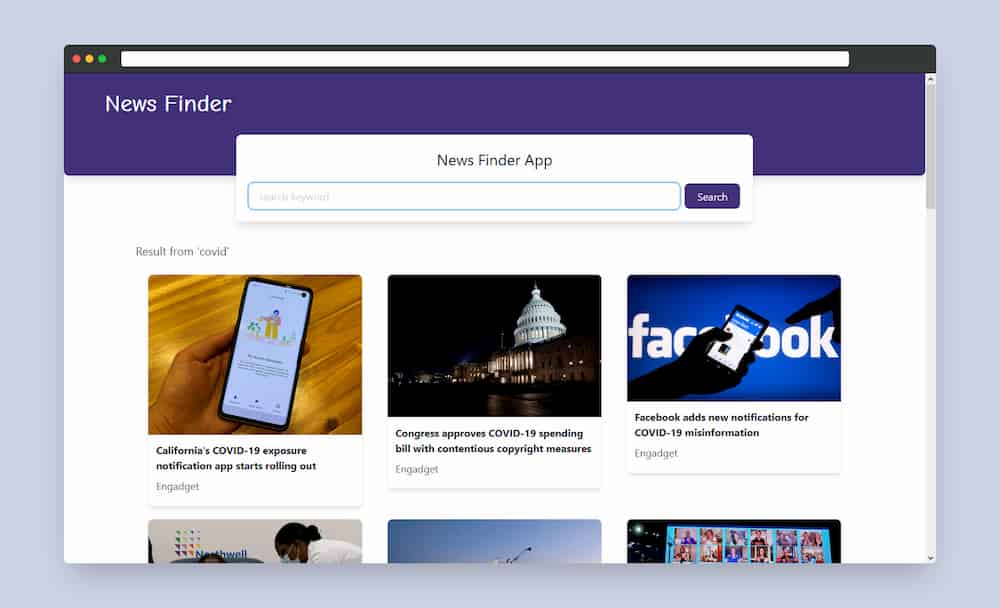 News Finder
News Finder App
search keyword
Search
Result from 'covid'
facebook
California's COVID-19 exposure
notification app starts rolling out
Engadget
Congress approves COVID-19 spending
bill with contentious copyright measures
Engadget
Facebook adds new notifications for
COVID-19 misinformation
Engadget
Northwell